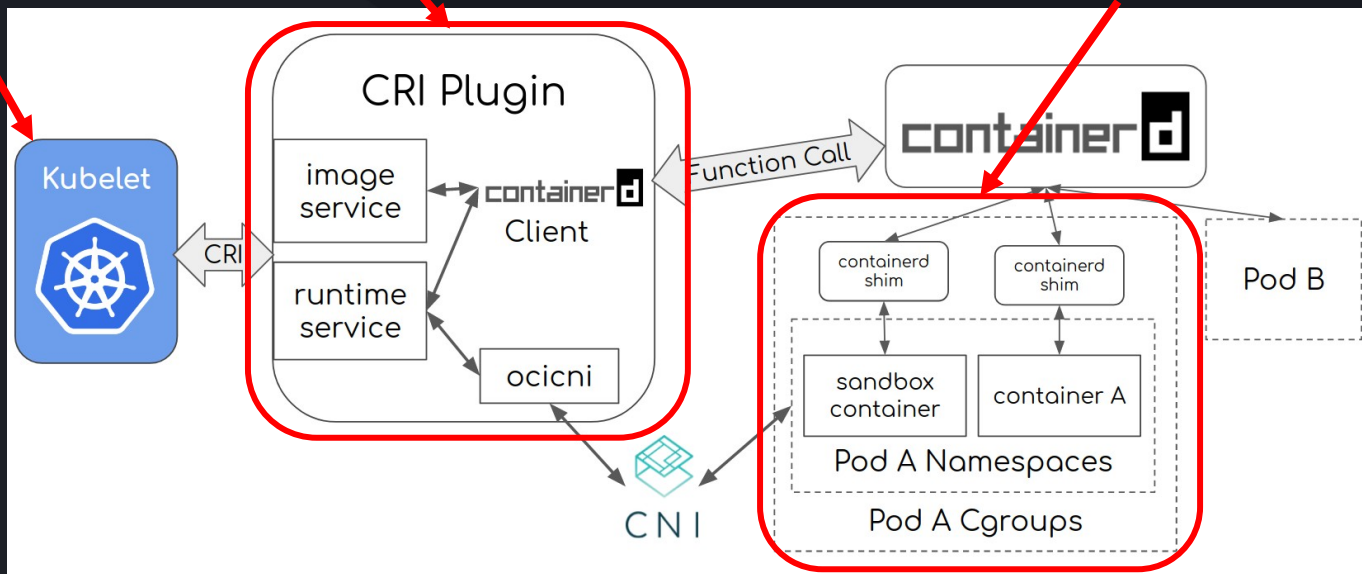 CRI Plugin
Kubelet
CRI
image
service
containerd
Client
runtime
service
ocicni
Function Call
containerd
containerd
shim
containerd
shim
Pod B
sandbox
container
container A
Pod A Namespaces
Pod A Cgroups
CNI